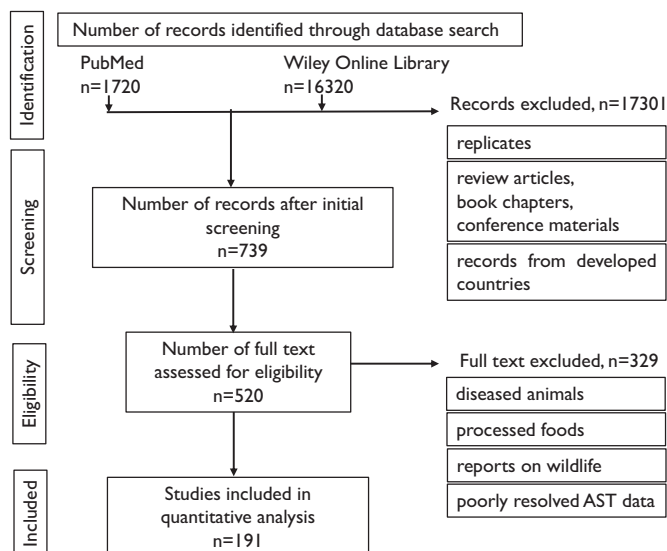 Identification
Number of records identified through database search
PubMed
n=1720
Wiley Online Library
n=16320
Records excluded, n=17301
replicates
review articles,
book chapters,
conference materials
records from developed
countries
Screening
Number of records after initial
screening
n=739
Eligibility
Number of full text
assessed for eligibility
n=520
Full text excluded, n=329
diseased animals
processed foods
reports on wildlife
poorly resolved AST data
Included
Studies included in
quantitative analysis
n=191